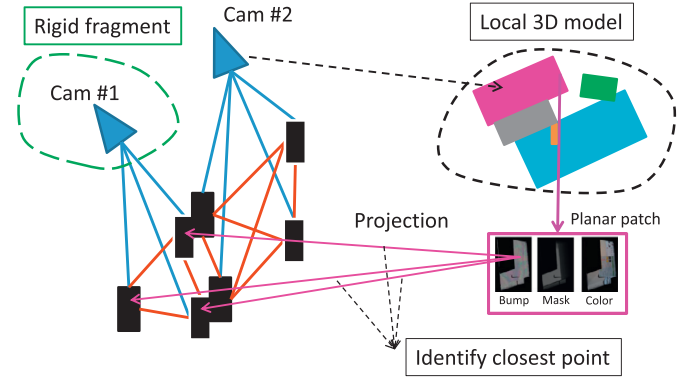 Cam #2
Local 3D model
Rigid fragment
Cam #1
Planar patch
Projection
Bump
Mask
Color
Identify closest point